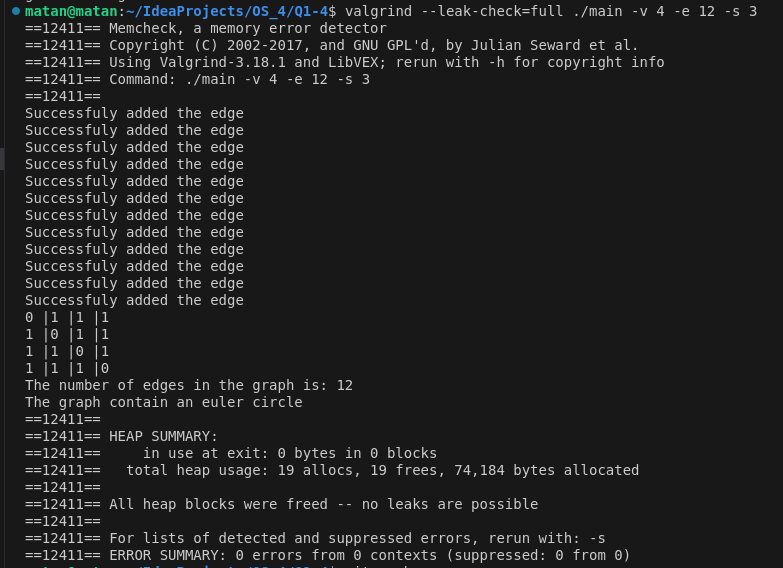 matan@matan:~/IdeaProjects/OS_4/Q1-4$ valgrind --leak-check=full ./main -v 4 -e 12 -s 3
==12411== Memcheck, a memory error detector
==12411== Copyright (C) 2002-2017, and GNU GPL'd, by Julian Seward et al.
==12411== Using Valgrind-3.18.1 and LibVEX; rerun with -h for copyright info
==12411== Command: ./main -v 4 -e 12 -s 3
==12411==
Successfuly added the edge
Successfuly added the edge
Successfuly added the edge
Successfuly added the edge
Successfuly added the edge
Successfuly added the edge
Successfuly added the edge
Successfuly added the edge
Successfuly added the edge
Successfuly added the edge
Successfuly added the edge
Successfuly added the edge
0 |1 |1 |1
1 |0 |1 |1
1 |1 |0 |1
1 |1 |1 |0
The number of edges in the graph is: 12
The graph contain an euler circle
==12411==
==12411== HEAP SUMMARY:
==12411==     in use at exit: 0 bytes in 0 blocks
==12411==   total heap usage: 19 allocs, 19 frees, 74,184 bytes allocated
==12411==
==12411== All heap blocks were freed -- no leaks are possible
==12411==
==12411== For lists of detected and suppressed errors, rerun with: -s
==12411== ERROR SUMMARY: 0 errors from 0 contexts (suppressed: 0 from 0)